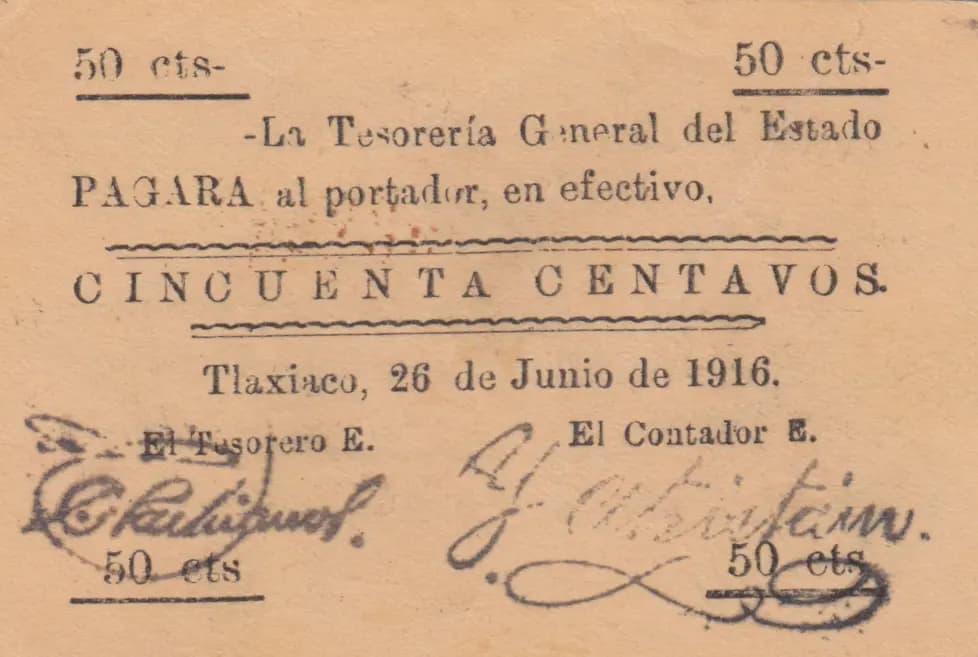 50 cts- 50 cts-
-La Tesorería General del Estado
PAGARA al portador, en efectivo,
CINCUENTA CENTAVOS.
Tlaxiaco, 26 de Junio de 1916.
El Tesorero E. El Contador E.
50 cts 50 cts